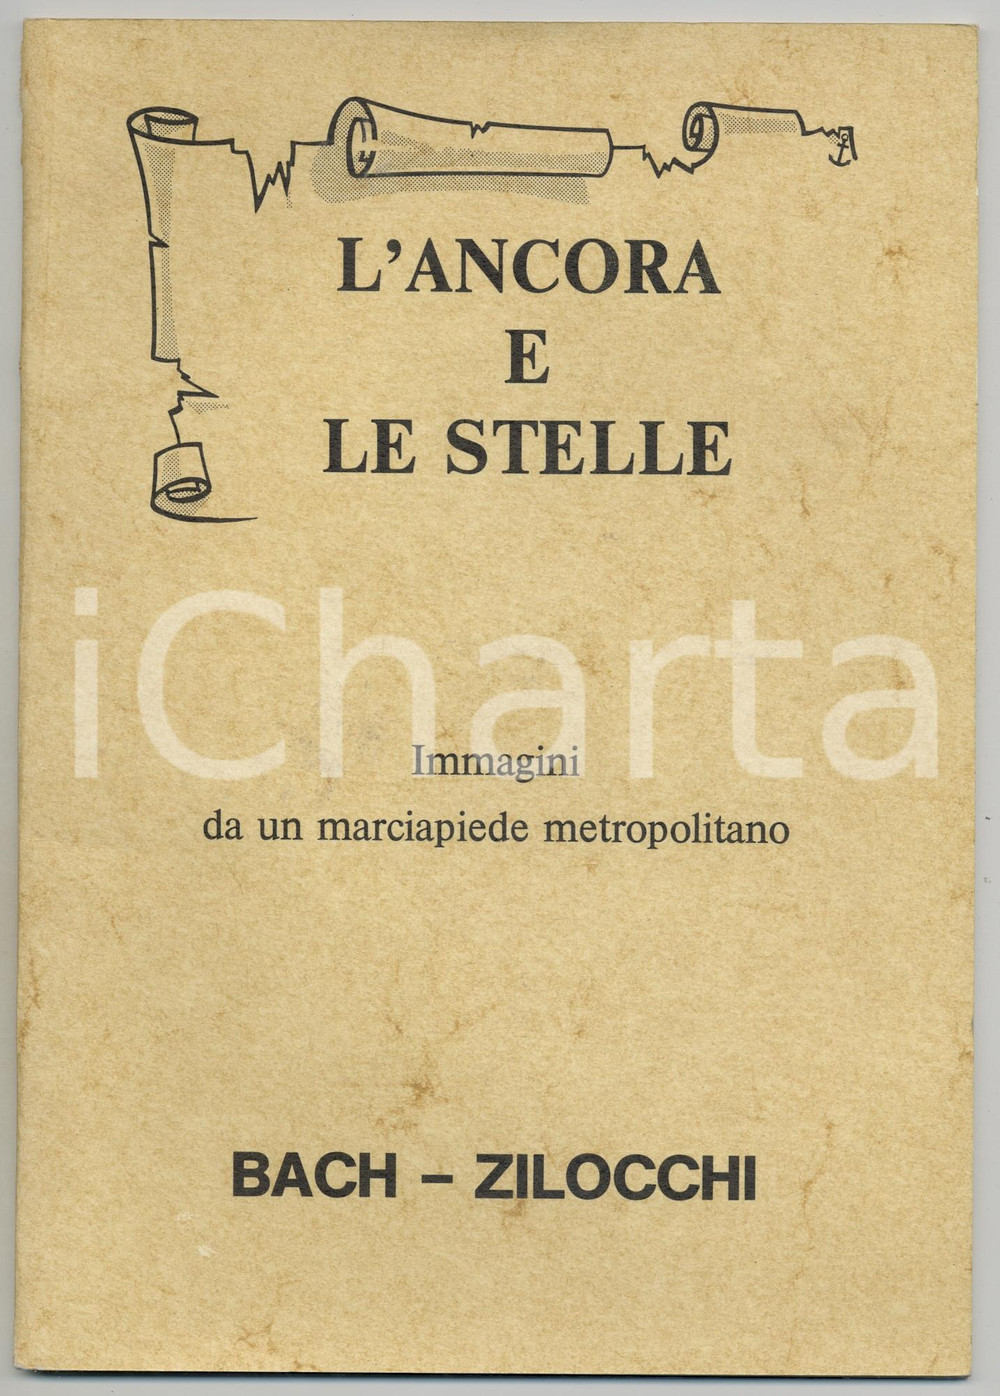 L'ANCORA
E
LE STELLE
iCharta
Immagini
da un marciapiede metropolitano
BACH – ZILOCCHI